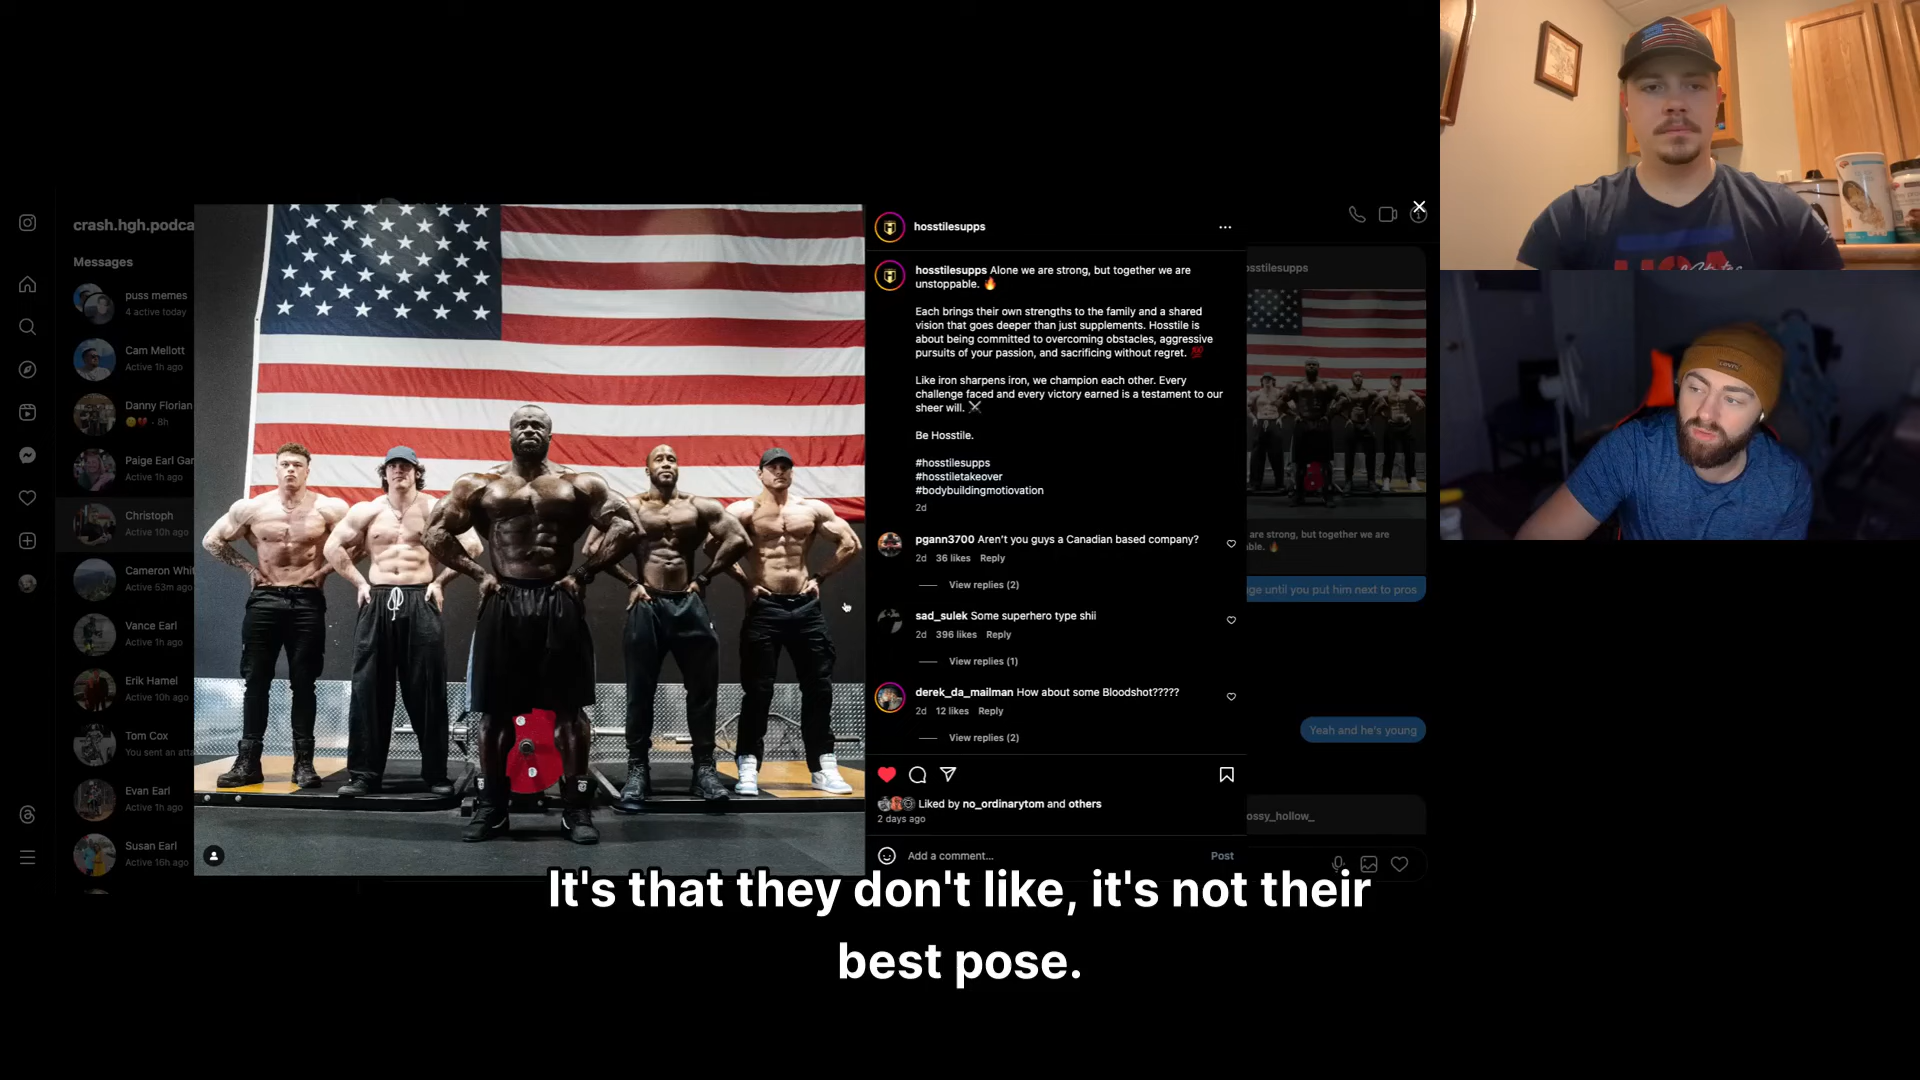 crash.hgh.podca
Messages
puss memes
4 active today
Cam Mellott
Active 1h ago
Danny Florian
· 8h
Paige Earl Gar
Active 1h ago
Christoph
Active 10h ago
Cameron Whit
Active 53m ago
Vance Earl
Active 1h ago
Erik Hamel
Active 10h ago
Tom Cox
You sent an atta
Evan Earl
Active 1h ago
Susan Earl
Active 16h ago
hosstilesupps
hosstilesupps Alone we are strong, but together we are
unstoppable. 🔥
Each brings their own strengths to the family and a shared
vision that goes deeper than just supplements. Hosstile is
about being committed to overcoming obstacles, aggressive
pursuits of your passion, and sacrificing without regret. 💯
Like iron sharpens iron, we champion each other. Every
challenge faced and every victory earned is a testament to our
sheer will. ⚔️
Be Hosstile.
#hosstilesupps
#hosstiletakeover
#bodybuildingmotiovation
2d
pgann3700 Aren't you guys a Canadian based company?
2d 36 likes Reply
View replies (2)
sad_sulek Some superhero type shii
2d 396 likes Reply
View replies (1)
derek_da_mailman How about some Bloodshot?????
2d 12 likes Reply
View replies (2)
Liked by no_ordinarytom and others
2 days ago
Add a comment...
Post
osstilesupps
are strong, but together we are
ble. 🔥
ge until you put him next to pros
Yeah and he's young
ossy_hollow_
USA
Levi's
It's that they don't like, it's not their
best pose.